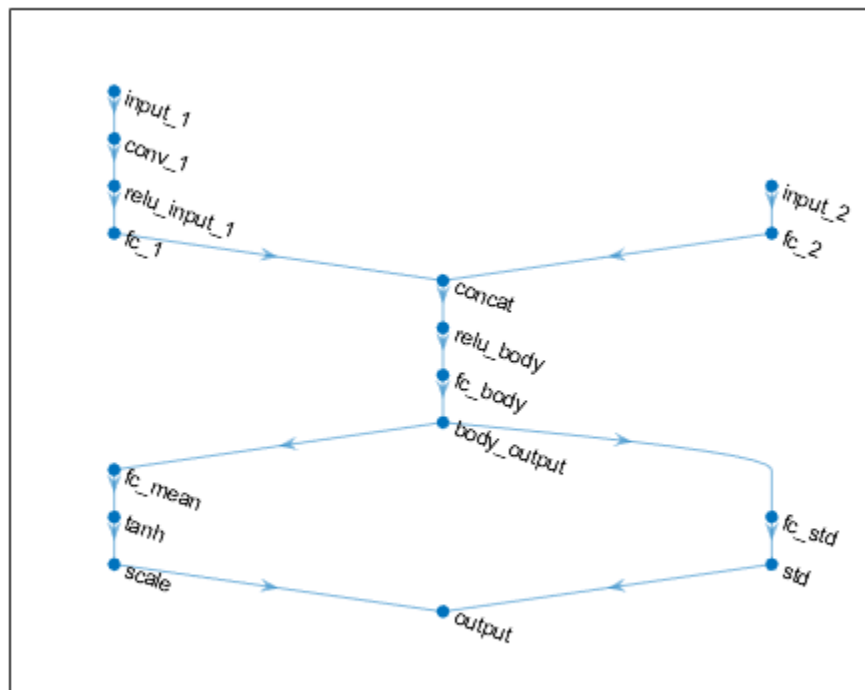 input_1
conv_1
relu_input_1
input_2
fc_1
fc_2
concat
relu_body
fc_body
body_output
fc_mean
tanh
fc_std
scale
std
output